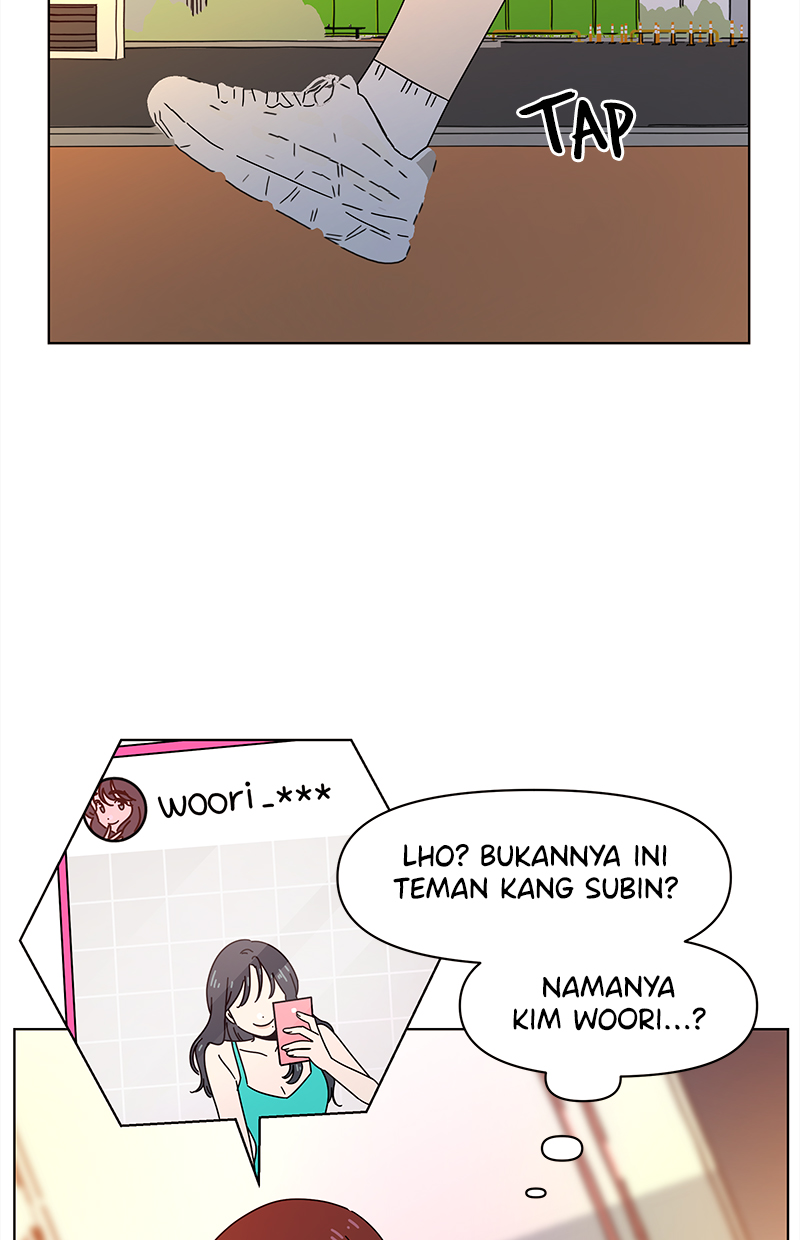 TAP
woori_***
LHO? BUKANNYA INI
TEMAN KANG SUBIN?
NAMANYA
KIM WOORI...?